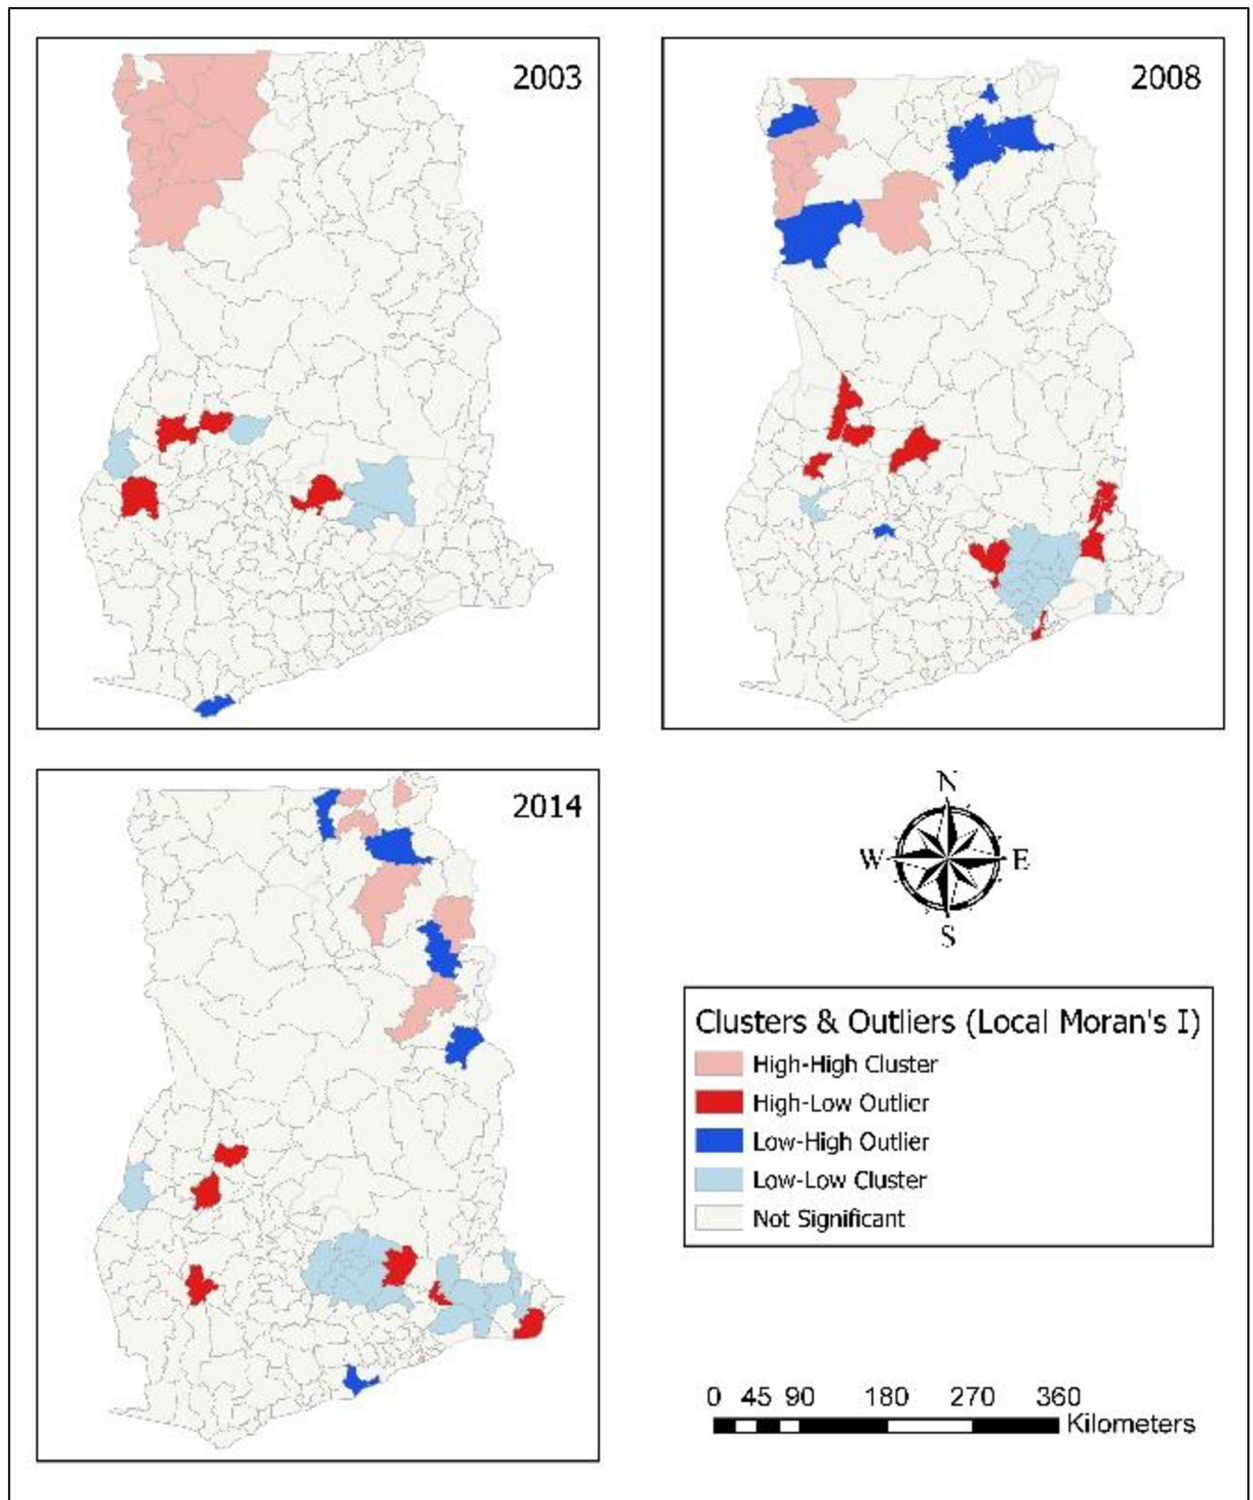 2003
2008
2014
N
W E
S
Clusters & Outliers (Local Moran's I)
High-High Cluster
High-Low Outlier
Low-High Outlier
Low-Low Cluster
Not Significant
0 45 90 180 270 360
Kilometers